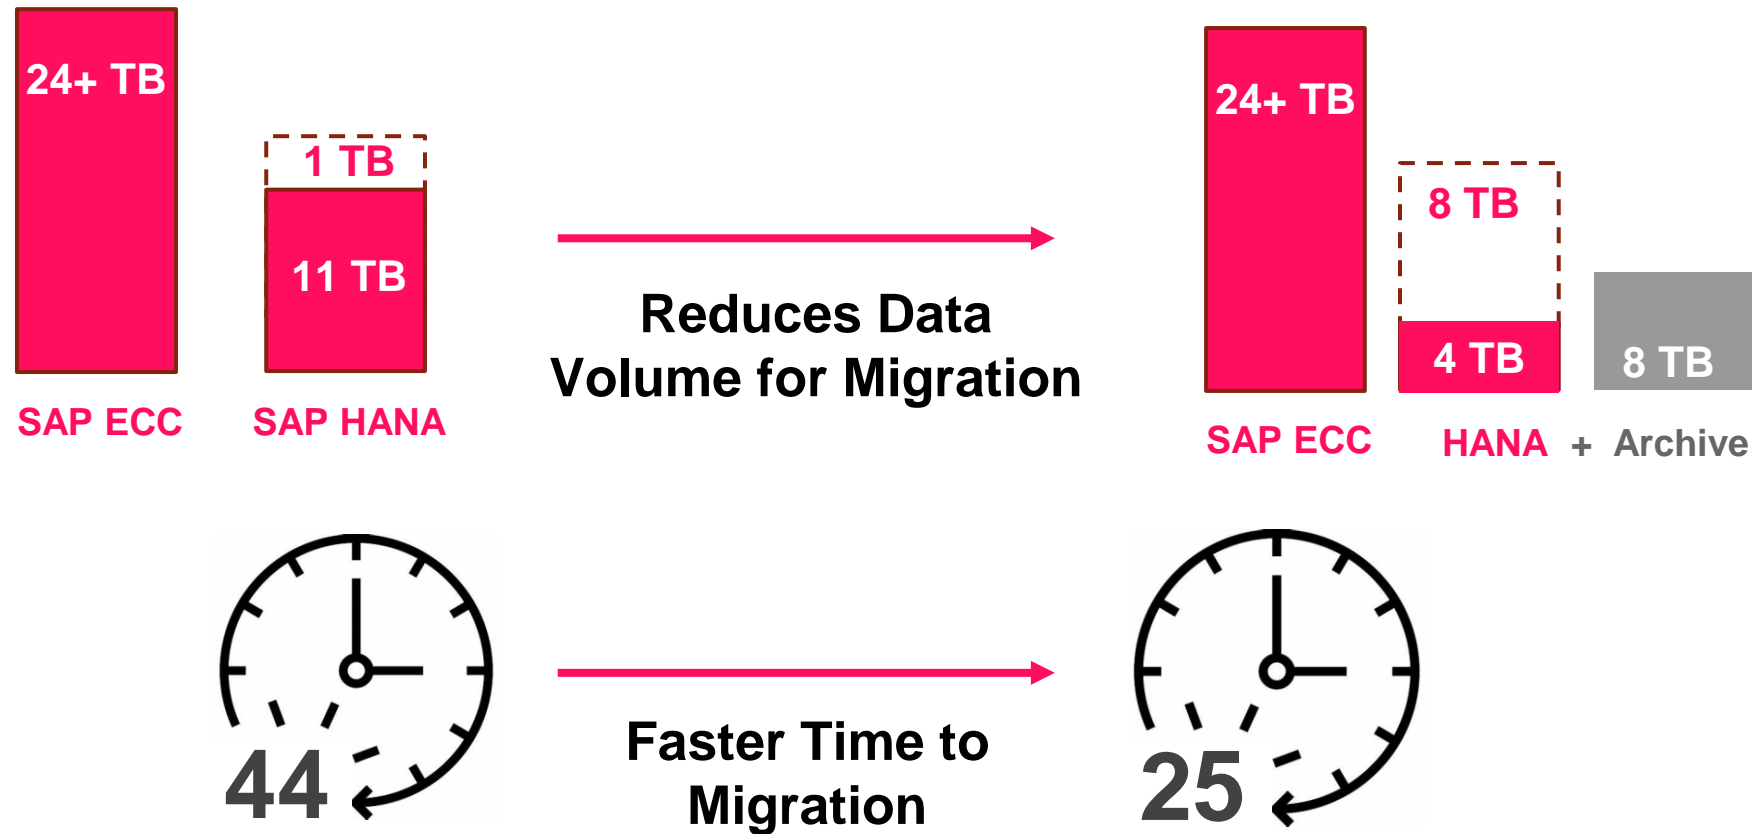 24+ TB
1 TB
11 TB
SAP ECC
SAP HANA
Reduces Data
Volume for Migration
24+ TB
8 TB
4 TB
8 TB
SAP ECC
HANA + Archive
44
Faster Time to
Migration
25